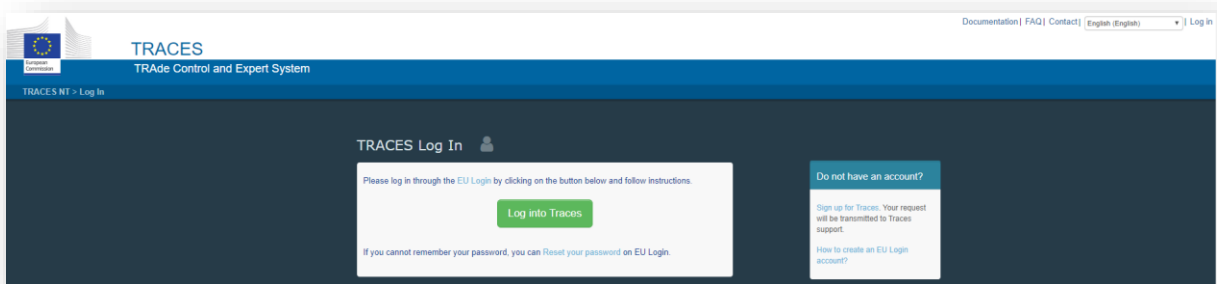 Documentation | FAQ | Contact | English (English) | Log in
European
Commission
TRACES
TRAde Control and Expert System
TRACES NT > Log In
TRACES Log In
Please log in through the EU Login by clicking on the button below and follow instructions.
Log into Traces
If you cannot remember your password, you can Reset your password on EU Login.
Do not have an account?
Sign up for Traces. Your request
will be transmitted to Traces
support.
How to create an EU Login
account?